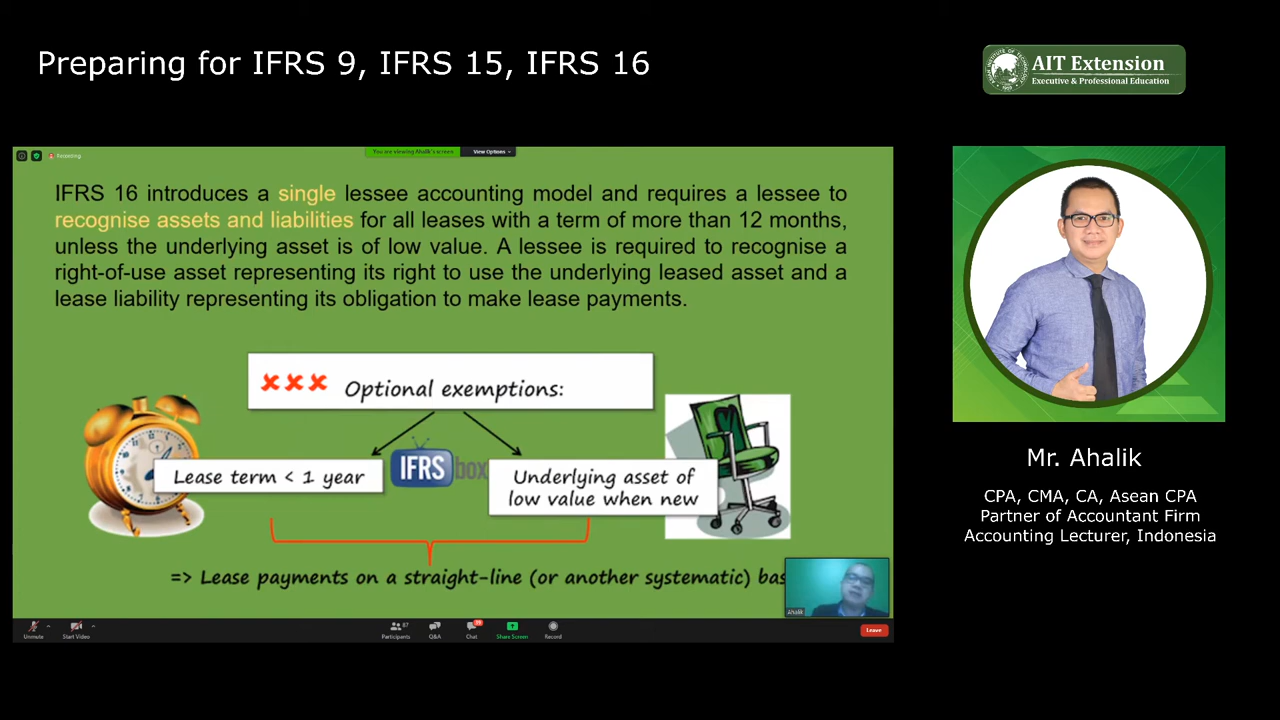 Preparing for IFRS 9, IFRS 15, IFRS 16
AIT Extension
Executive & Professional Education
Recording
You are viewing Ahalik's screen
View Options
IFRS 16 introduces a single lessee accounting model and requires a lessee to
recognise assets and liabilities for all leases with a term of more than 12 months,
unless the underlying asset is of low value. A lessee is required to recognise a
right-of-use asset representing its right to use the underlying leased asset and a
lease liability representing its obligation to make lease payments.
Optional exemptions:
Lease term < 1 year
IFRS box
Underlying asset of
low value when new
=> Lease payments on a straight-line (or another systematic) bas
Ahalik
Unmute
Start Video
Participants
87
Q&A
Chat
Share Screen
Record
Leave
Mr. Ahalik
CPA, CMA, CA, Asean CPA
Partner of Accountant Firm
Accounting Lecturer, Indonesia